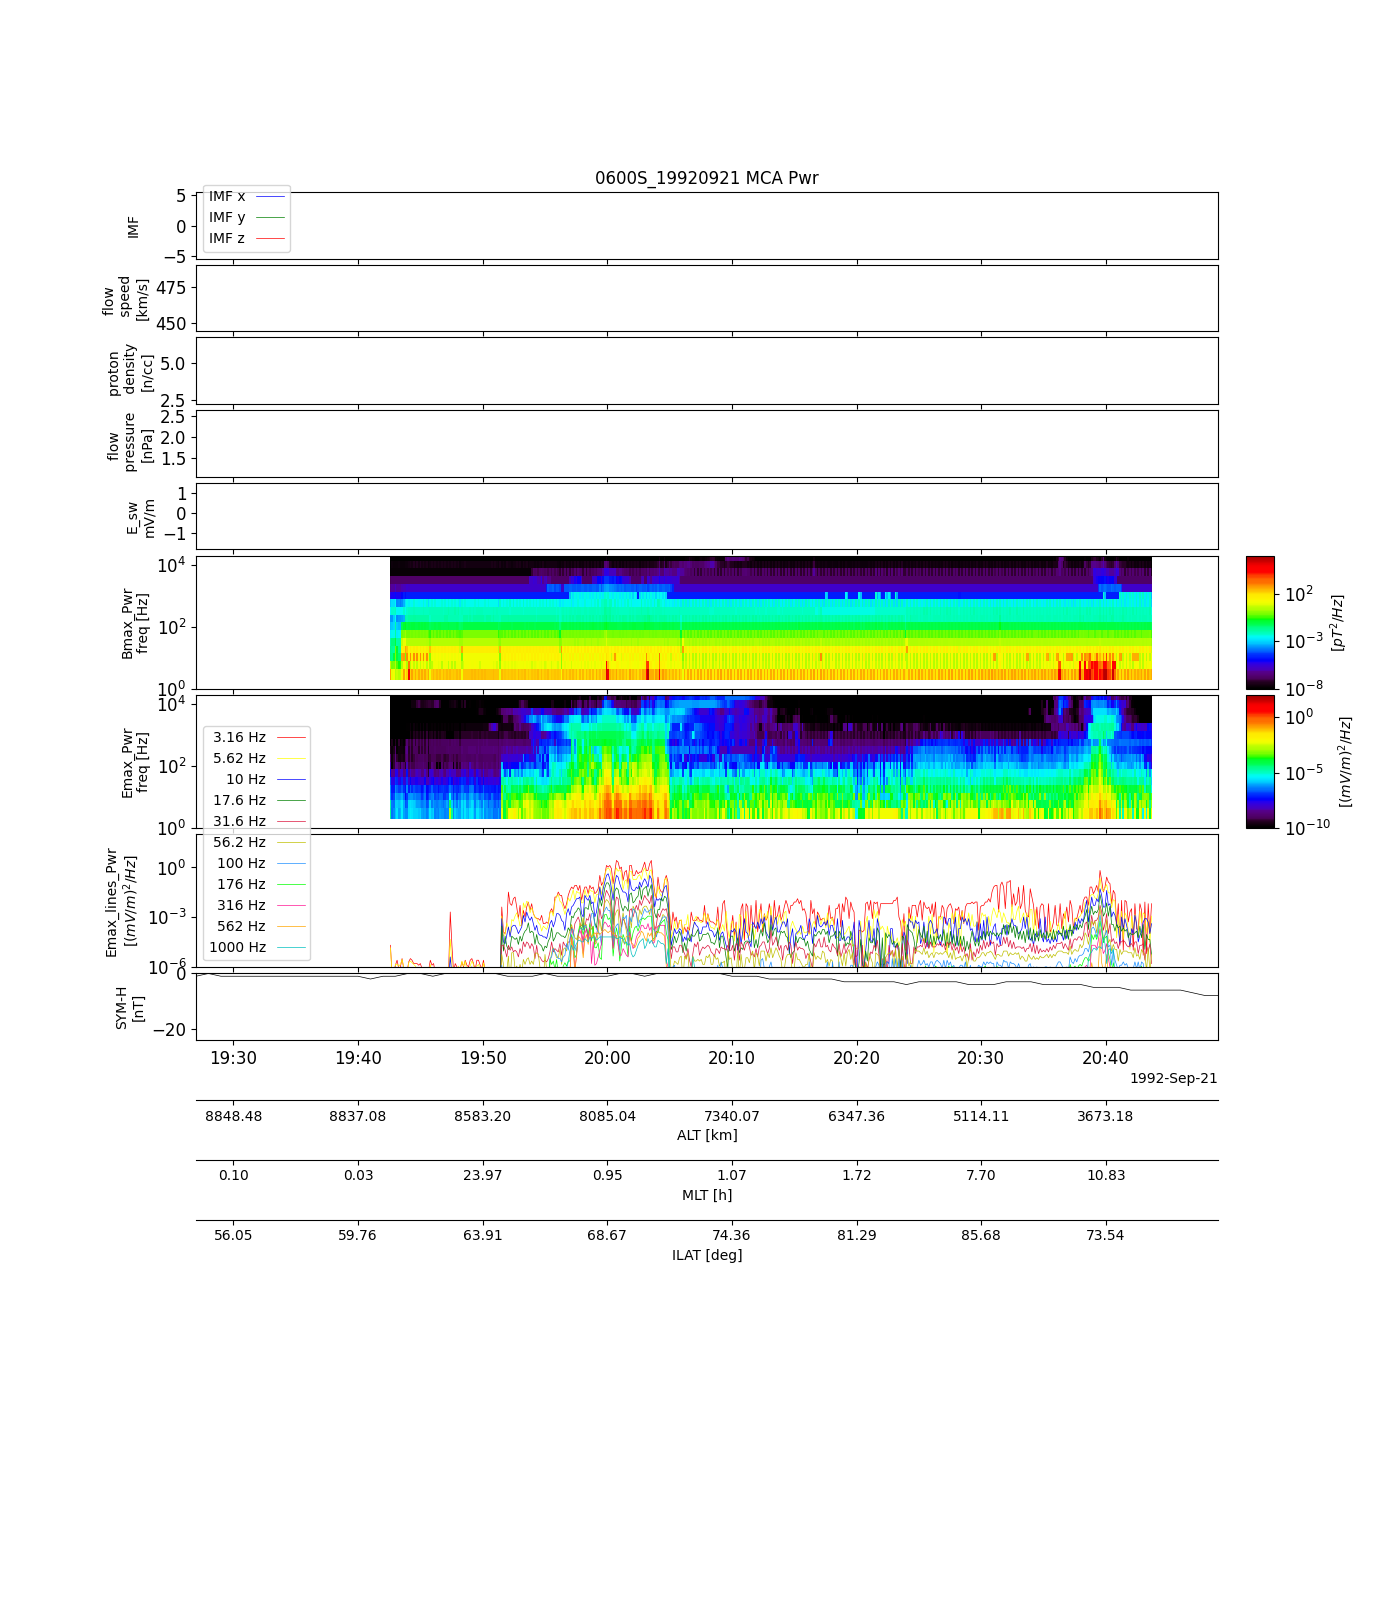 0600S_19920921 MCA Pwr
IMF
5
0
−5
IMF x
IMF y
IMF z
flow
speed
[km/s]
475
450
proton
density
[n/cc]
5.0
2.5
flow
pressure
[nPa]
2.5
2.0
1.5
E_sw
mV/m
1
0
−1
Bmax_Pwr
freq [Hz]
10^4
10^2
10^0
10^2
10^−3
10^−8
[pT^2/Hz]
Emax_Pwr
freq [Hz]
10^4
10^2
10^0
10^0
10^−5
10^−10
[(mV/m)^2/Hz]
3.16 Hz
5.62 Hz
10 Hz
17.6 Hz
31.6 Hz
56.2 Hz
100 Hz
176 Hz
316 Hz
562 Hz
1000 Hz
Emax_lines_Pwr
[(mV/m)^2/Hz]
10^0
10^−3
10^−6
SYM-H
[nT]
0
−20
19:30 19:40 19:50 20:00 20:10 20:20 20:30 20:40
1992-Sep-21
8848.48 8837.08 8583.20 8085.04 7340.07 6347.36 5114.11 3673.18
ALT [km]
0.10 0.03 23.97 0.95 1.07 1.72 7.70 10.83
MLT [h]
56.05 59.76 63.91 68.67 74.36 81.29 85.68 73.54
ILAT [deg]